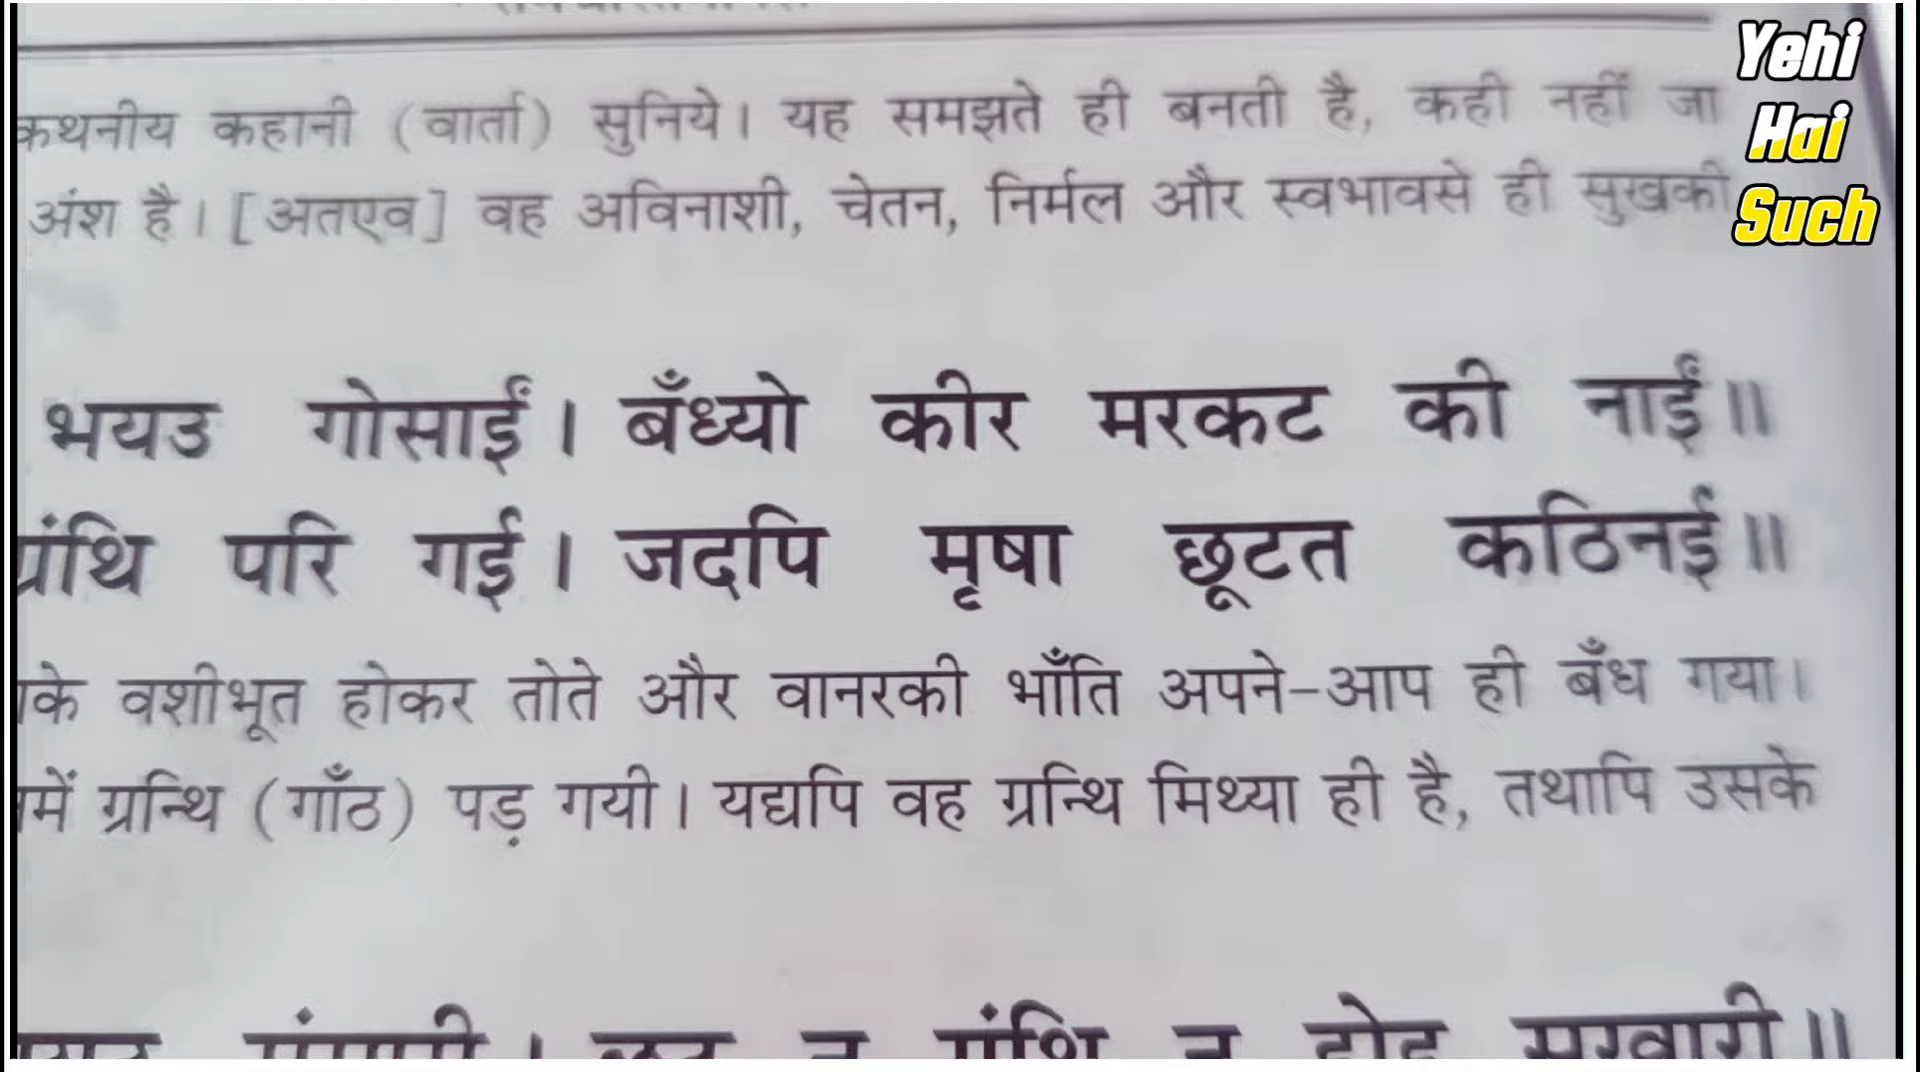 कथनीय कहानी (वार्ता) सुनिये। यह समझते ही बनती है, कही नहीं जा
अंश है। [अतएव] वह अविनाशी, चेतन, निर्मल और स्वभावसे ही सुखकी
भयउ गोसाईं। बँध्यो कीर मरकट की नाईं॥
ग्रंथि परि गई। जदपि मृषा छूटत कठिनई॥
के वशीभूत होकर तोते और वानरकी भाँति अपने-आप ही बँध गया।
में ग्रन्थि (गाँठ) पड़ गयी। यद्यपि वह ग्रन्थि मिथ्या ही है, तथापि उसके
Yehi
Hai
Such